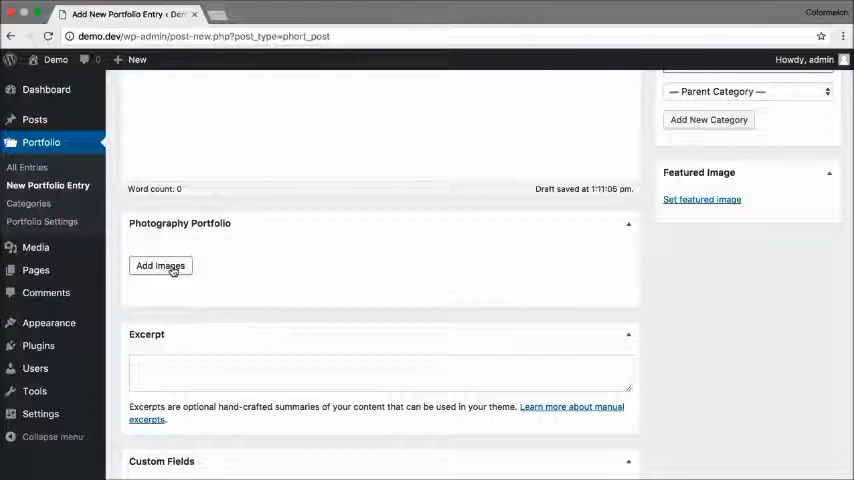 Add New Portfolio Entry ‹ Den
Colormelon
demo.dev/wp-admin/post-new.php?post_type=phort_post
Demo
0
New
Howdy, admin
Dashboard
Posts
Portfolio
All Entries
New Portfolio Entry
Categories
Portfolio Settings
Media
Pages
Comments
Appearance
Plugins
Users
Tools
Settings
Collapse menu
Word count: 0
Draft saved at 1:11:05 pm.
Photography Portfolio
Add Images
Excerpt
Excerpts are optional hand-crafted summaries of your content that can be used in your theme. Learn more about manual
excerpts.
Custom Fields
— Parent Category —
Add New Category
Featured Image
Set featured image